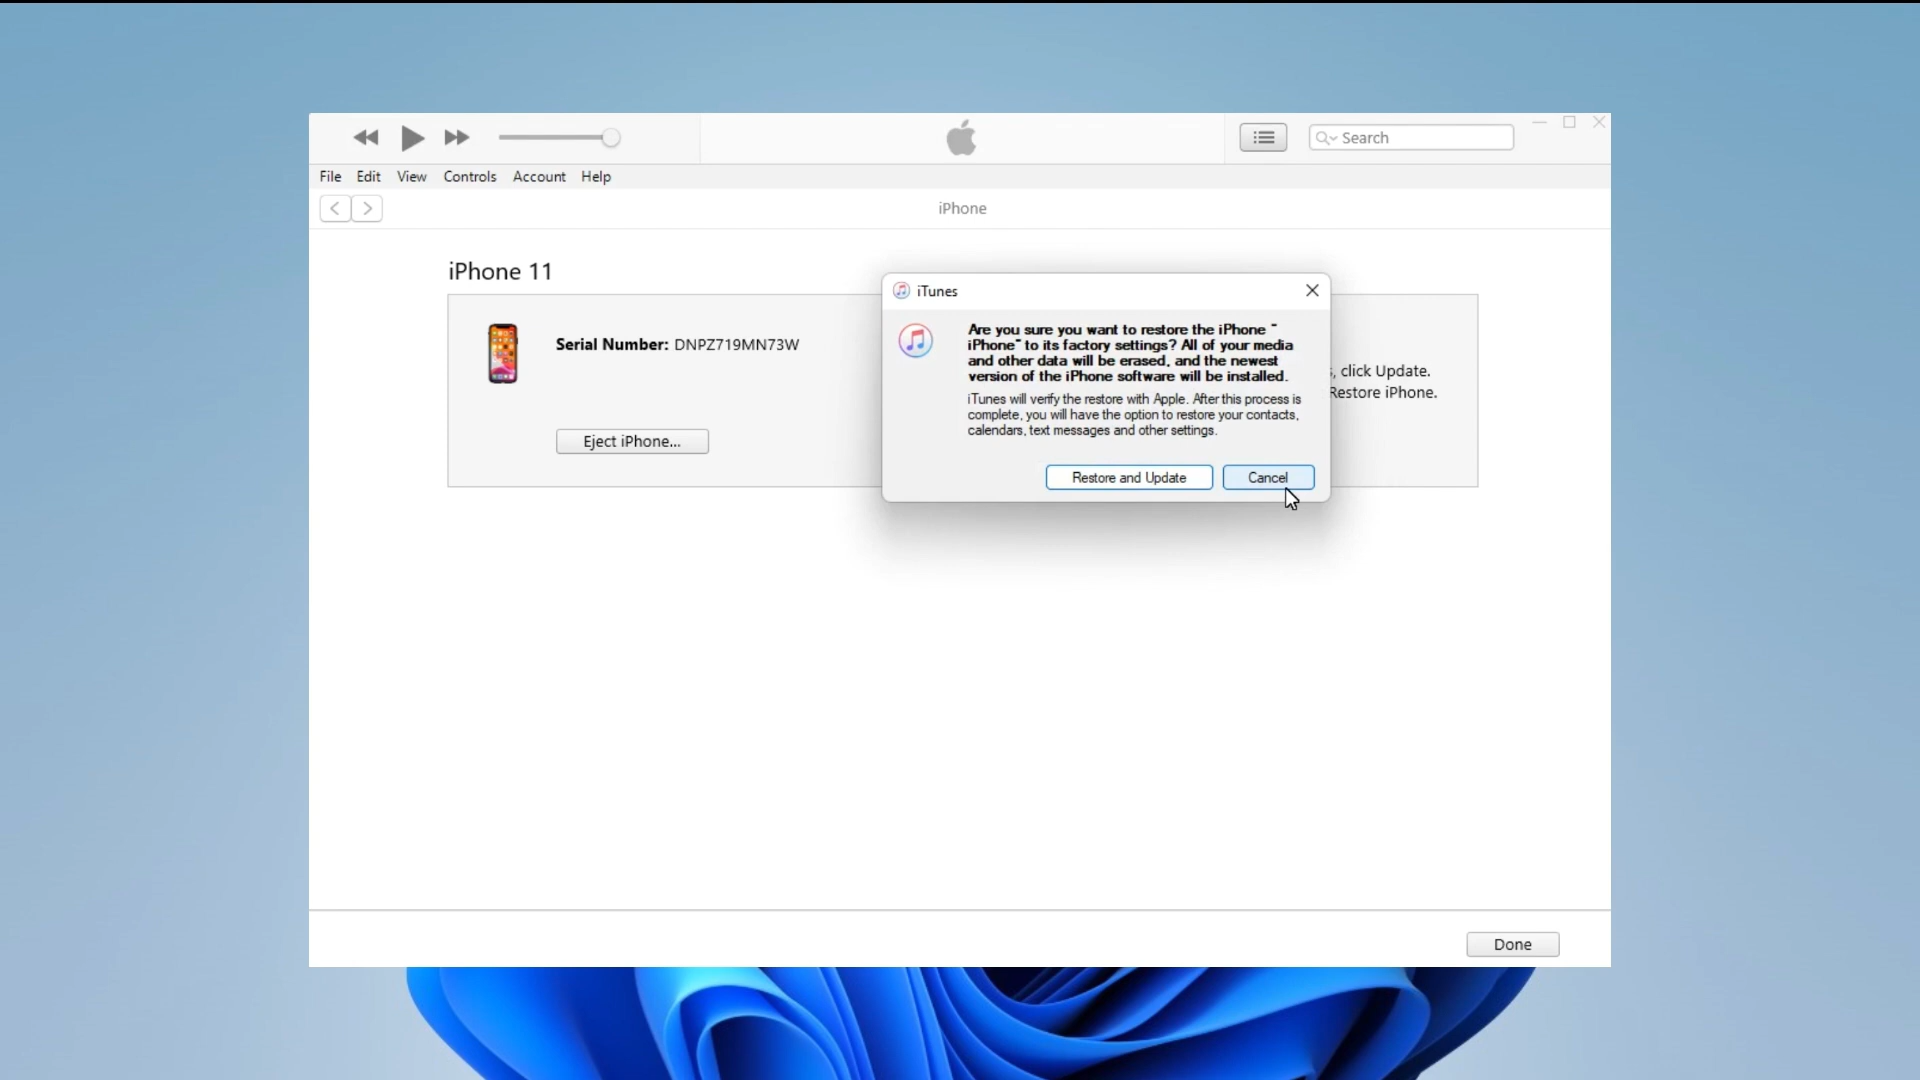 Search
File Edit View Controls Account Help
iPhone
iPhone 11
Serial Number: DNPZ719MN73W
Eject iPhone...
iTunes
Are you sure you want to restore the iPhone "
iPhone" to its factory settings? All of your media
and other data will be erased, and the newest
version of the iPhone software will be installed.
iTunes will verify the restore with Apple. After this process is
complete, you will have the option to restore your contacts,
calendars, text messages and other settings.
Restore and Update Cancel
, click Update.
Restore iPhone.
Done